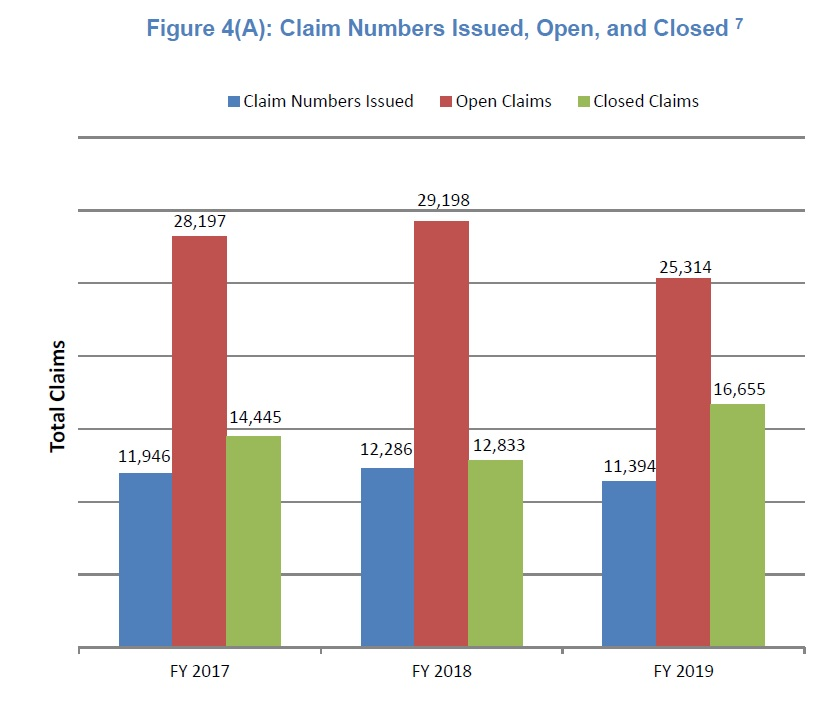 Figure 4(A): Claim Numbers Issued, Open, and Closed 7
Claim Numbers Issued Open Claims Closed Claims
Total Claims
11,946 28,197 14,445
12,286 29,198 12,833
11,394 25,314 16,655
FY 2017 FY 2018 FY 2019